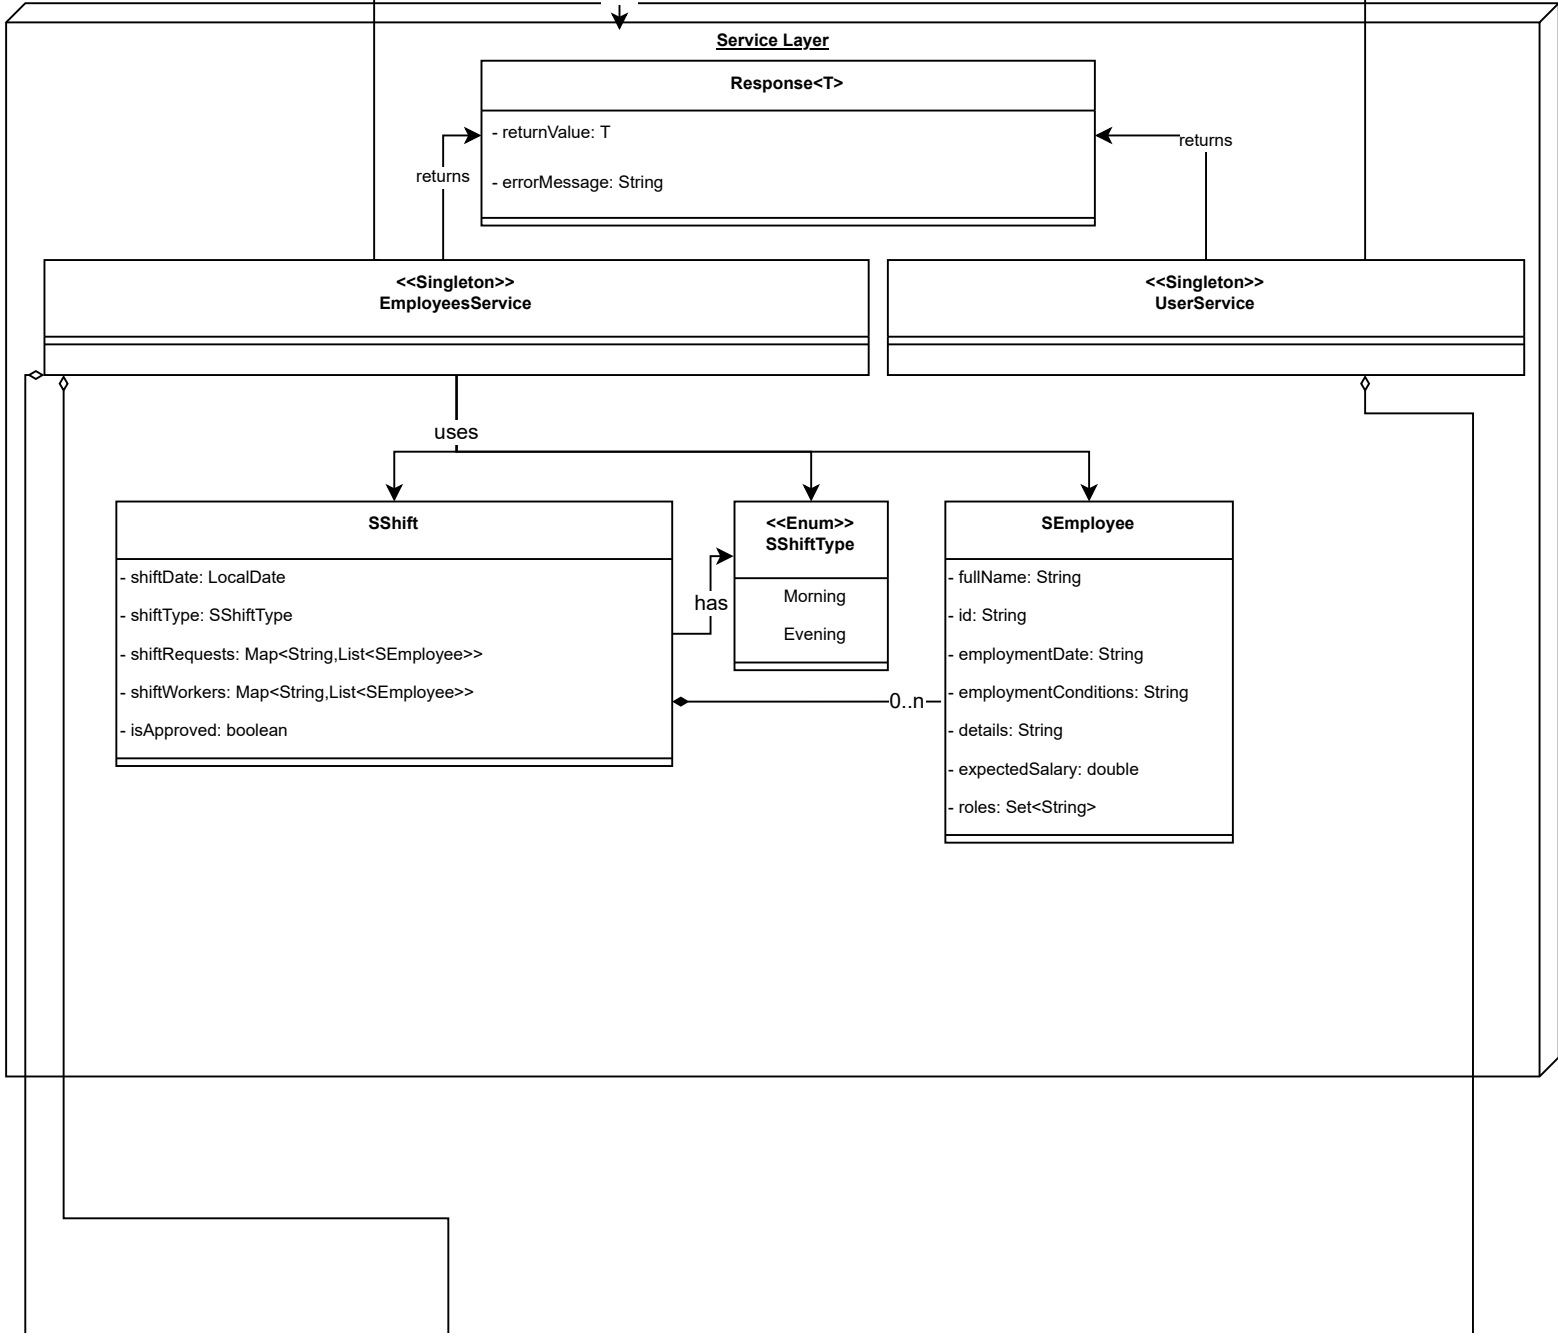 Service Layer
Response<T>
- returnValue: T
- errorMessage: String
returns
returns
<<Singleton>>
EmployeesService
<<Singleton>>
UserService
uses
SShift
- shiftDate: LocalDate
- shiftType: SShiftType
- shiftRequests: Map<String,List<SEmployee>>
- shiftWorkers: Map<String,List<SEmployee>>
- isApproved: boolean
has
<<Enum>>
SShiftType
Morning
Evening
0..n
SEmployee
- fullName: String
- id: String
- employmentDate: String
- employmentConditions: String
- details: String
- expectedSalary: double
- roles: Set<String>